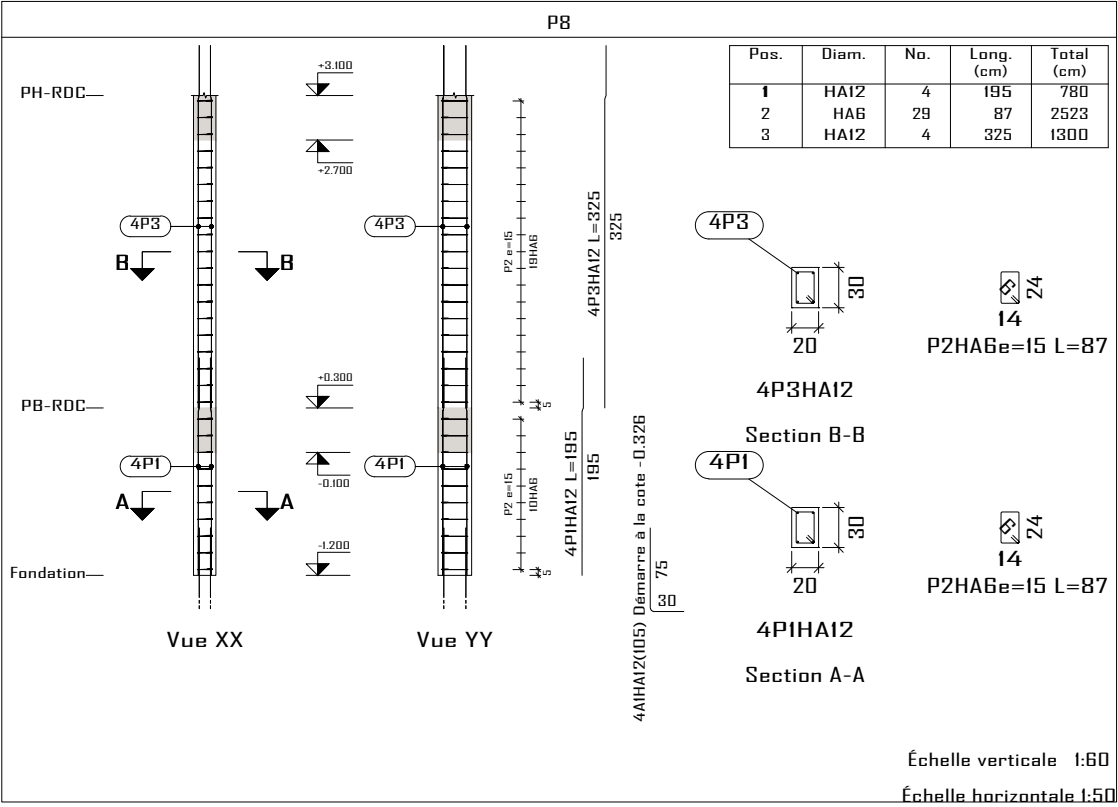 P8
PH-RDC
PB-RDC
Fondation
+3.100
+2.700
+0.300
-0.100
-1.200
4P3
B B
4P1
A A
Vue XX
4P3
4P1
Vue YY
P2 e=15
19HA6
5
P2 e=15
10HA6
5
4P3HA12 L=325
325
4P1HA12 L=195
195
4A1HA12(105) Démarre à la cote -0.326
75
30
Pos. Diam. No. Long. (cm) Total (cm)
1 HA12 4 195 780
2 HA6 29 87 2523
3 HA12 4 325 1300
4P3
30
20
4P3HA12
Section B-B
6
24
14
P2HA6e=15 L=87
4P1
30
20
4P1HA12
Section A-A
6
24
14
P2HA6e=15 L=87
Échelle verticale 1:60
Échelle horizontale 1:50